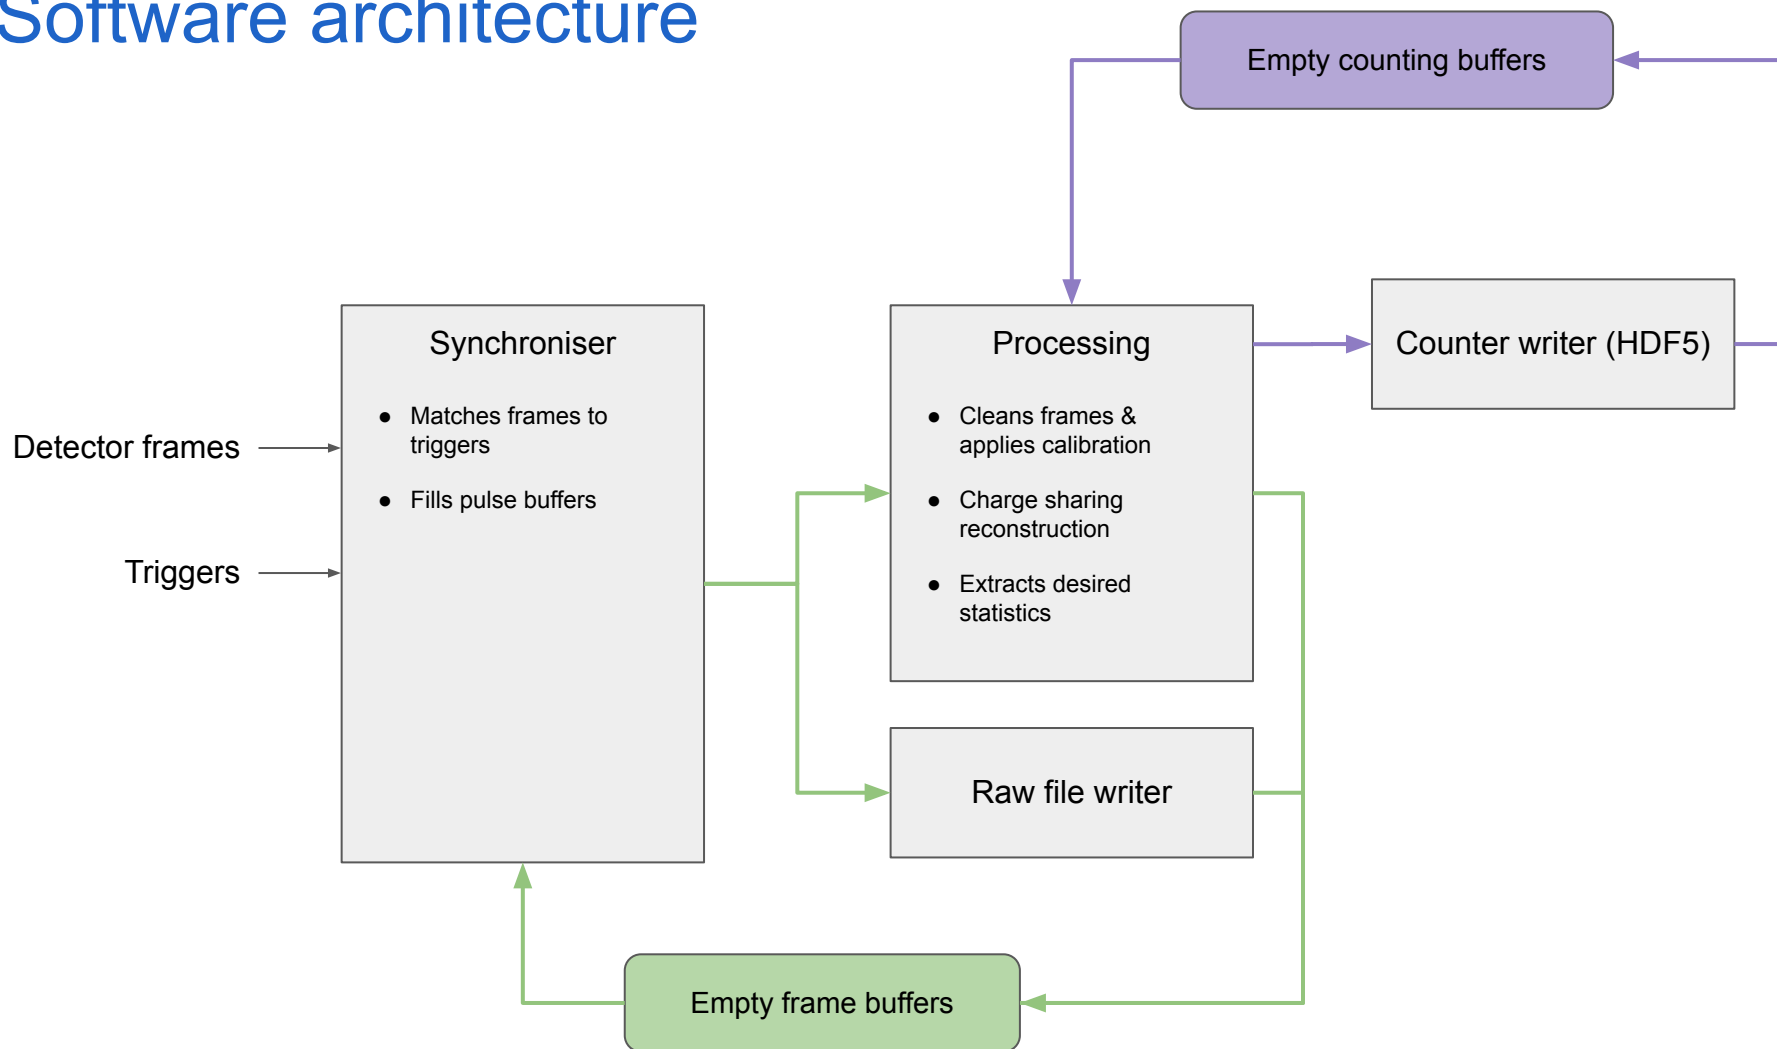 Software architecture
Empty counting buffers
Synchroniser
● Matches frames to
triggers
● Fills pulse buffers
Detector frames
Triggers
Processing
● Cleans frames &
applies calibration
● Charge sharing
reconstruction
● Extracts desired
statistics
Counter writer (HDF5)
Raw file writer
Empty frame buffers